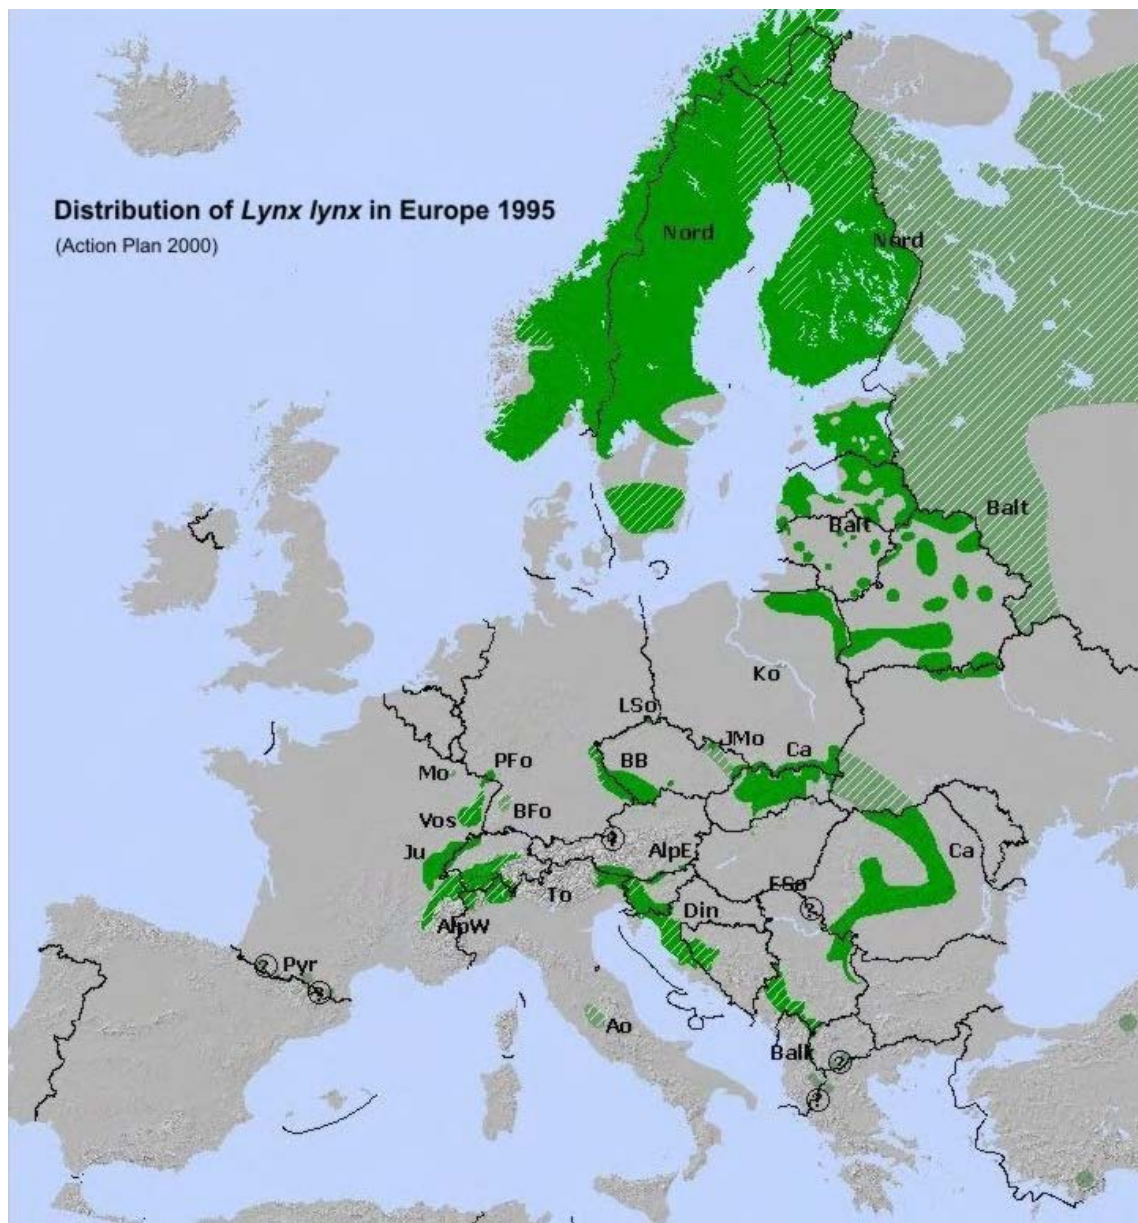 Distribution of Lynx lynx in Europe 1995
(Action Plan 2000)
Nord
Nord
Balt
Balt
Ko
LSo
JMo
Ca
BB
PFo
Mo
BFo
Vos
Ju
AlpE
Ca
To
ESo
Din
AlpW
Pyr
?
?
?
?
Ao
Balk
?
?